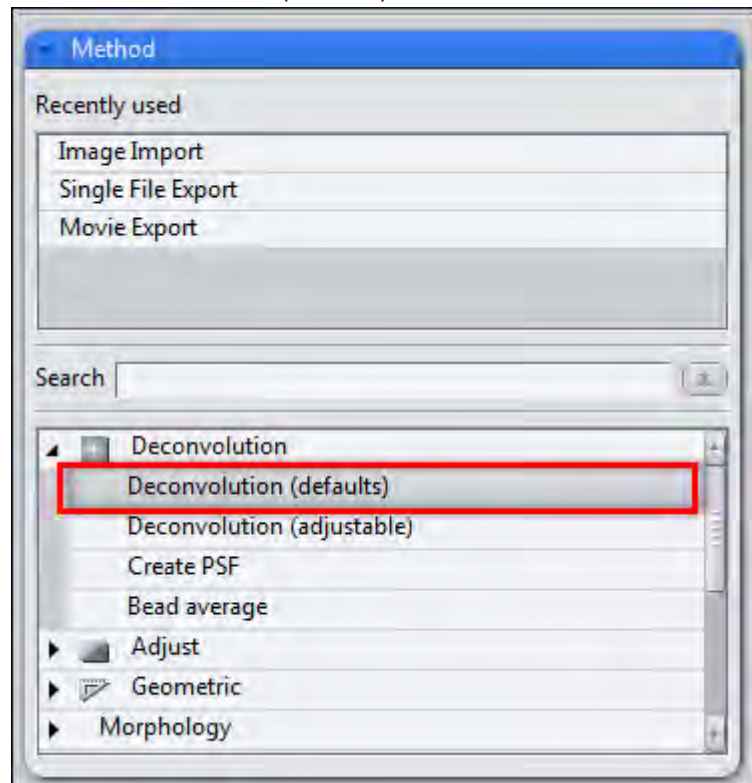 Method
Recently used
Image Import
Single File Export
Movie Export
Search
Deconvolution
Deconvolution (defaults)
Deconvolution (adjustable)
Create PSF
Bead average
Adjust
Geometric
Morphology